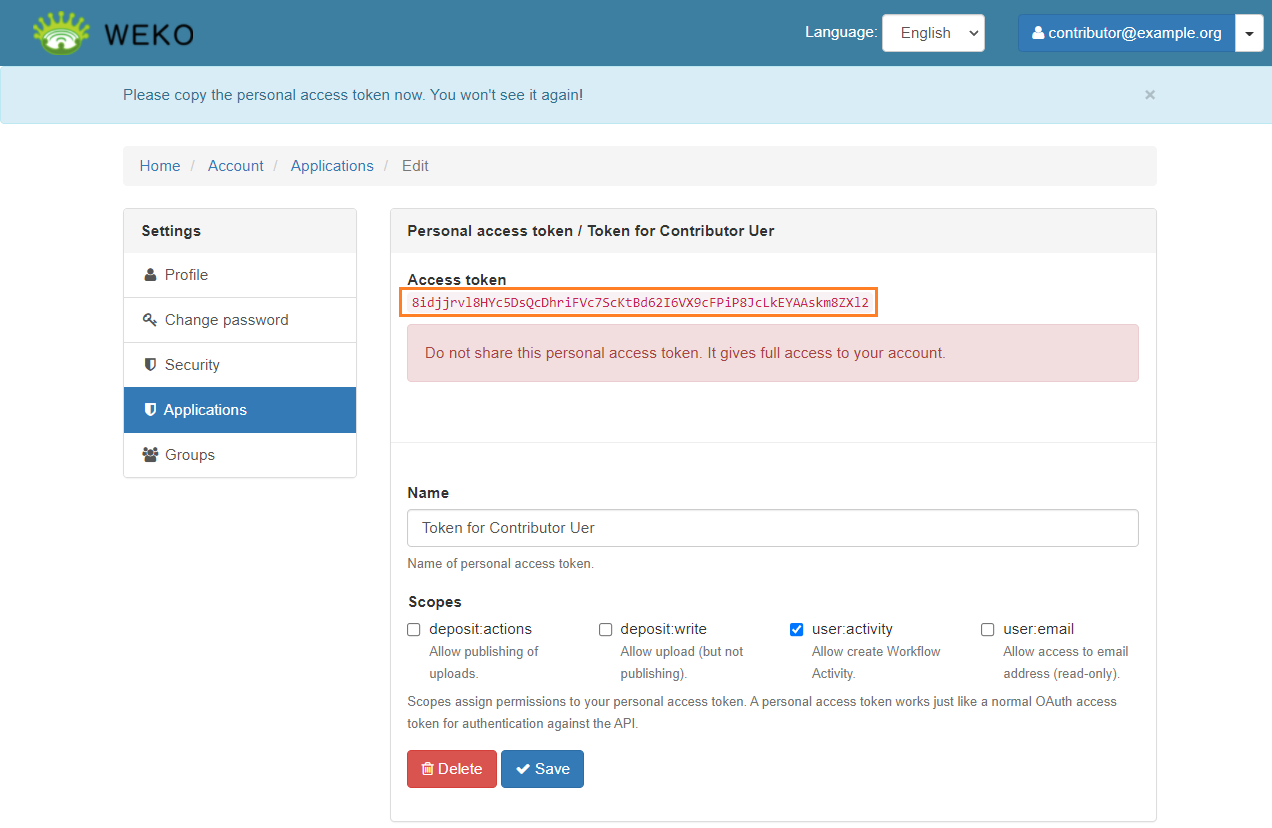 WEKO
Language: English
contributor@example.org
Please copy the personal access token now. You won't see it again!
×
Home / Account / Applications / Edit
Settings
Profile
Change password
Security
Applications
Groups
Personal access token / Token for Contributor Uer
Access token
8idjjrvl8HYc5DsQcDhriFVc7ScKtBd62I6VX9cFPiP8JcLkEYAAskm8ZXl2
Do not share this personal access token. It gives full access to your account.
Name
Token for Contributor Uer
Name of personal access token.
Scopes
deposit:actions
Allow publishing of
uploads.
deposit:write
Allow upload (but not
publishing).
user:activity
Allow create Workflow
Activity.
user:email
Allow access to email
address (read-only).
Scopes assign permissions to your personal access token. A personal access token works just like a normal OAuth access
token for authentication against the API.
Delete
Save